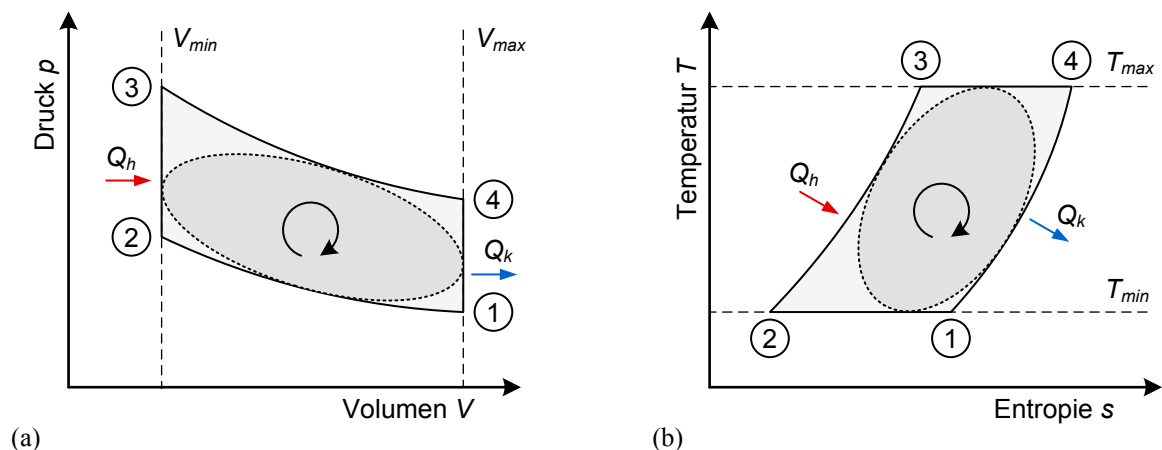 Druck p
V_min
V_max
3
Q_h
2
4
Q_k
1
Volumen V
(a)
Temperatur T
3
4
T_max
Q_h
Q_k
T_min
2
1
Entropie s
(b)